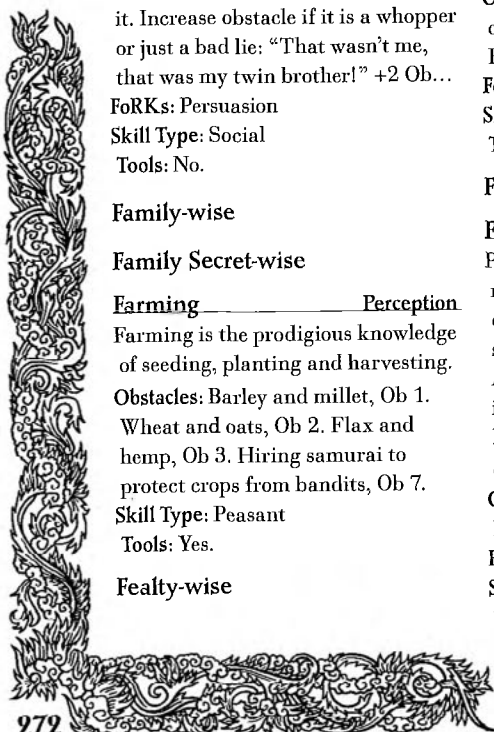 it. Increase obstacle if it is a whopper
or just a bad lie: “That wasn’t me,
that was my twin brother!” +2 Ob…
FoRKs: Persuasion
Skill Type: Social
Tools: No.
Family-wise
Family Secret-wise
Farming Perception
Farming is the prodigious knowledge
of seeding, planting and harvesting.
Obstacles: Barley and millet, Ob 1.
Wheat and oats, Ob 2. Flax and
hemp, Ob 3. Hiring samurai to
protect crops from bandits, Ob 7.
Skill Type: Peasant
Tools: Yes.
Fealty-wise